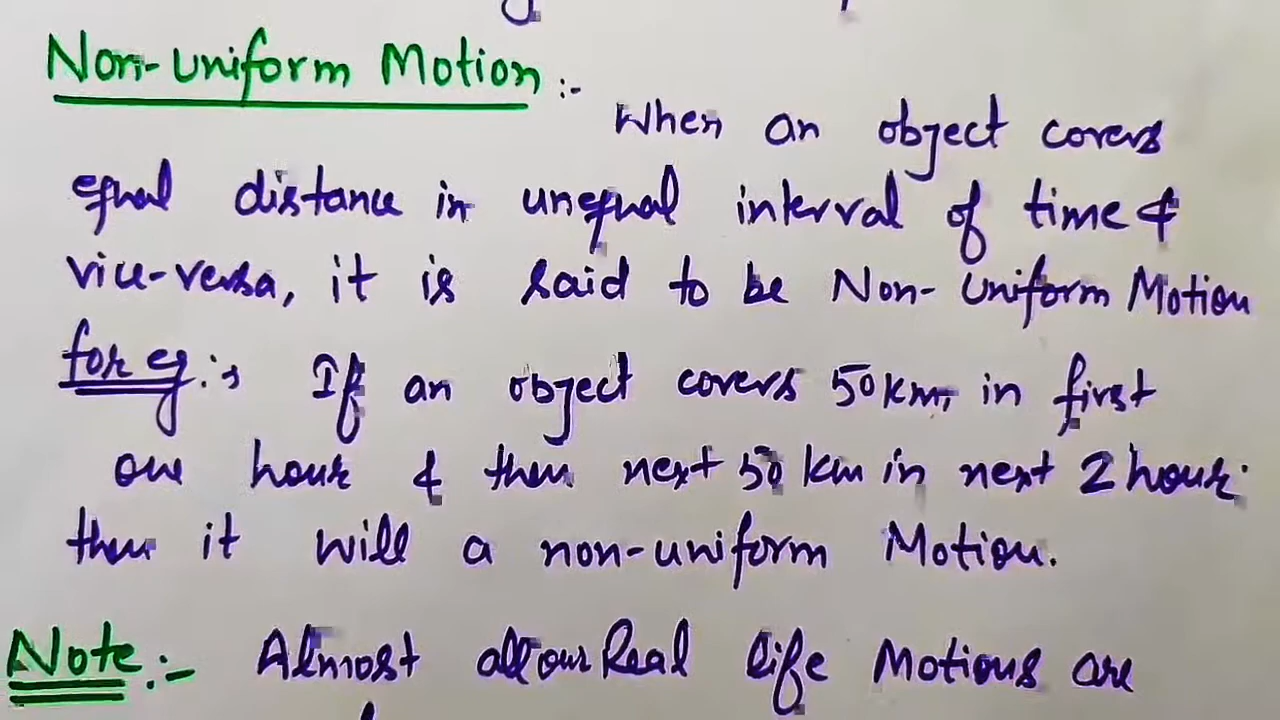 Non-uniform Motion :-
When an object covers
equal distance in unequal interval of time &
vice-versa, it is said to be Non-Uniform Motion
for eg :→ If an object covers 50km, in first
one hour & then next 50 km in next 2 hour.
then it will a non-uniform Motion.
Note :- Almost all our Real life Motions are